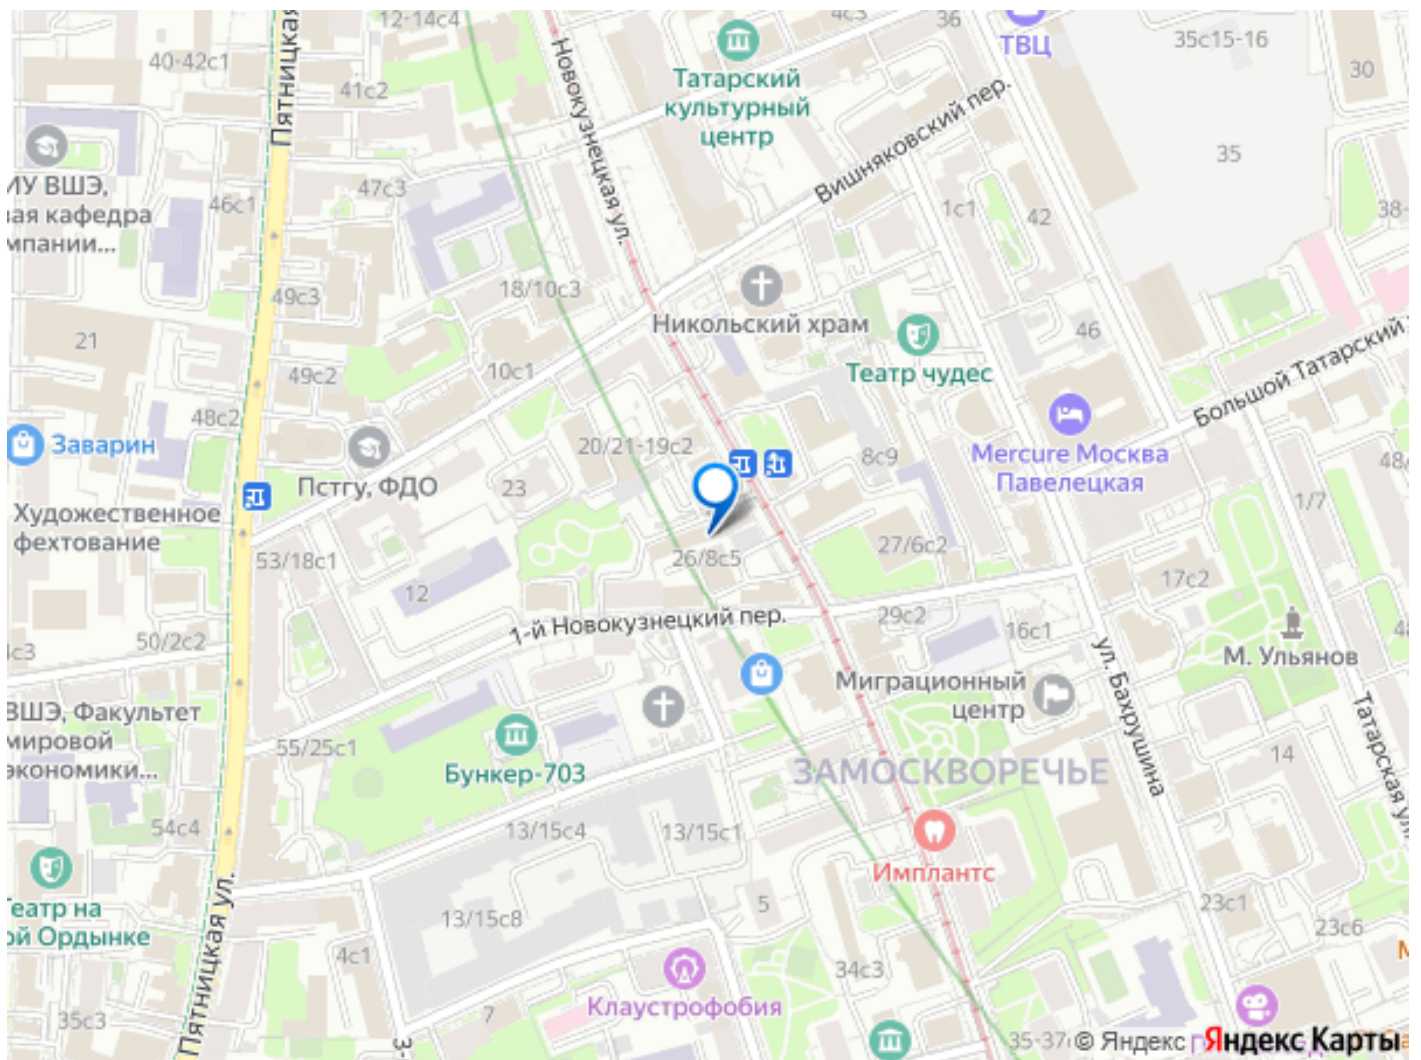 12-14с4
4с3
36
ТВЦ
35с15-16
30
40-42с1
41с2
Пятницкая
Новокузнецкая ул.
Татарский
культурный
центр
Вишняковский пер.
35
ИУ ВШЭ,
вая кафедра
мпании...
46с1
47с3
1с1
42
38-
49с3
18/10с3
Никольский храм
21
46
Театр чудес
49с2
10с1
Большой Татарский
48с2
Заварин
20/21-19с2
8с9
Mercure Москва
Павелецкая
48/
Пстгу, ФДО
23
1/7
Художественное
фехтование
53/18с1
26/8с5
27/6с2
17с2
12
1-й Новокузнецкий пер.
29с2
16с1
4с3
50/2с2
М. Ульянов
ул. Бахрушина
Миграционный
центр
ВШЭ, Факультет
мировой
экономики...
55/25с1
Бункер-703
ЗАМОСКВОРЕЧЬЕ
14
Татарская ул.
54с4
13/15с4
13/15с1
Имплантс
еатр на
ой Ордынке
Пятницкая ул.
13/15с8
5
23с1
23с6
4с1
34с3
Клаустрофобия
35с3
7
3-
35-37
© Яндекс
Яндекс Карты